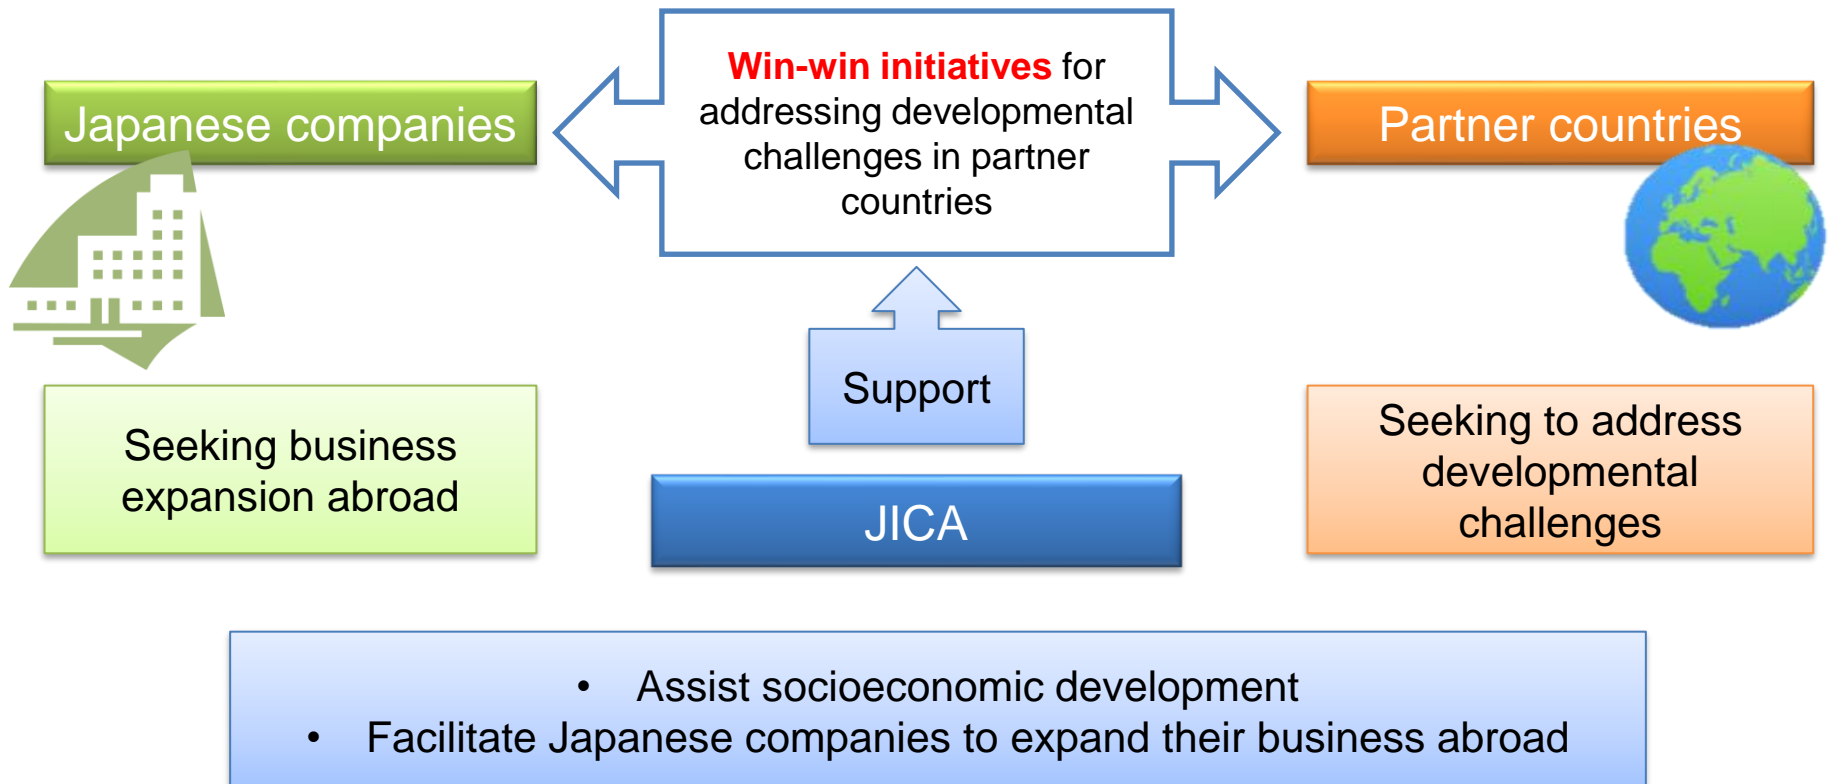 Japanese companies
Win-win initiatives for
addressing developmental
challenges in partner
countries
Partner countries
Seeking business
expansion abroad
Support
JICA
Seeking to address
developmental
challenges
• Assist socioeconomic development
• Facilitate Japanese companies to expand their business abroad